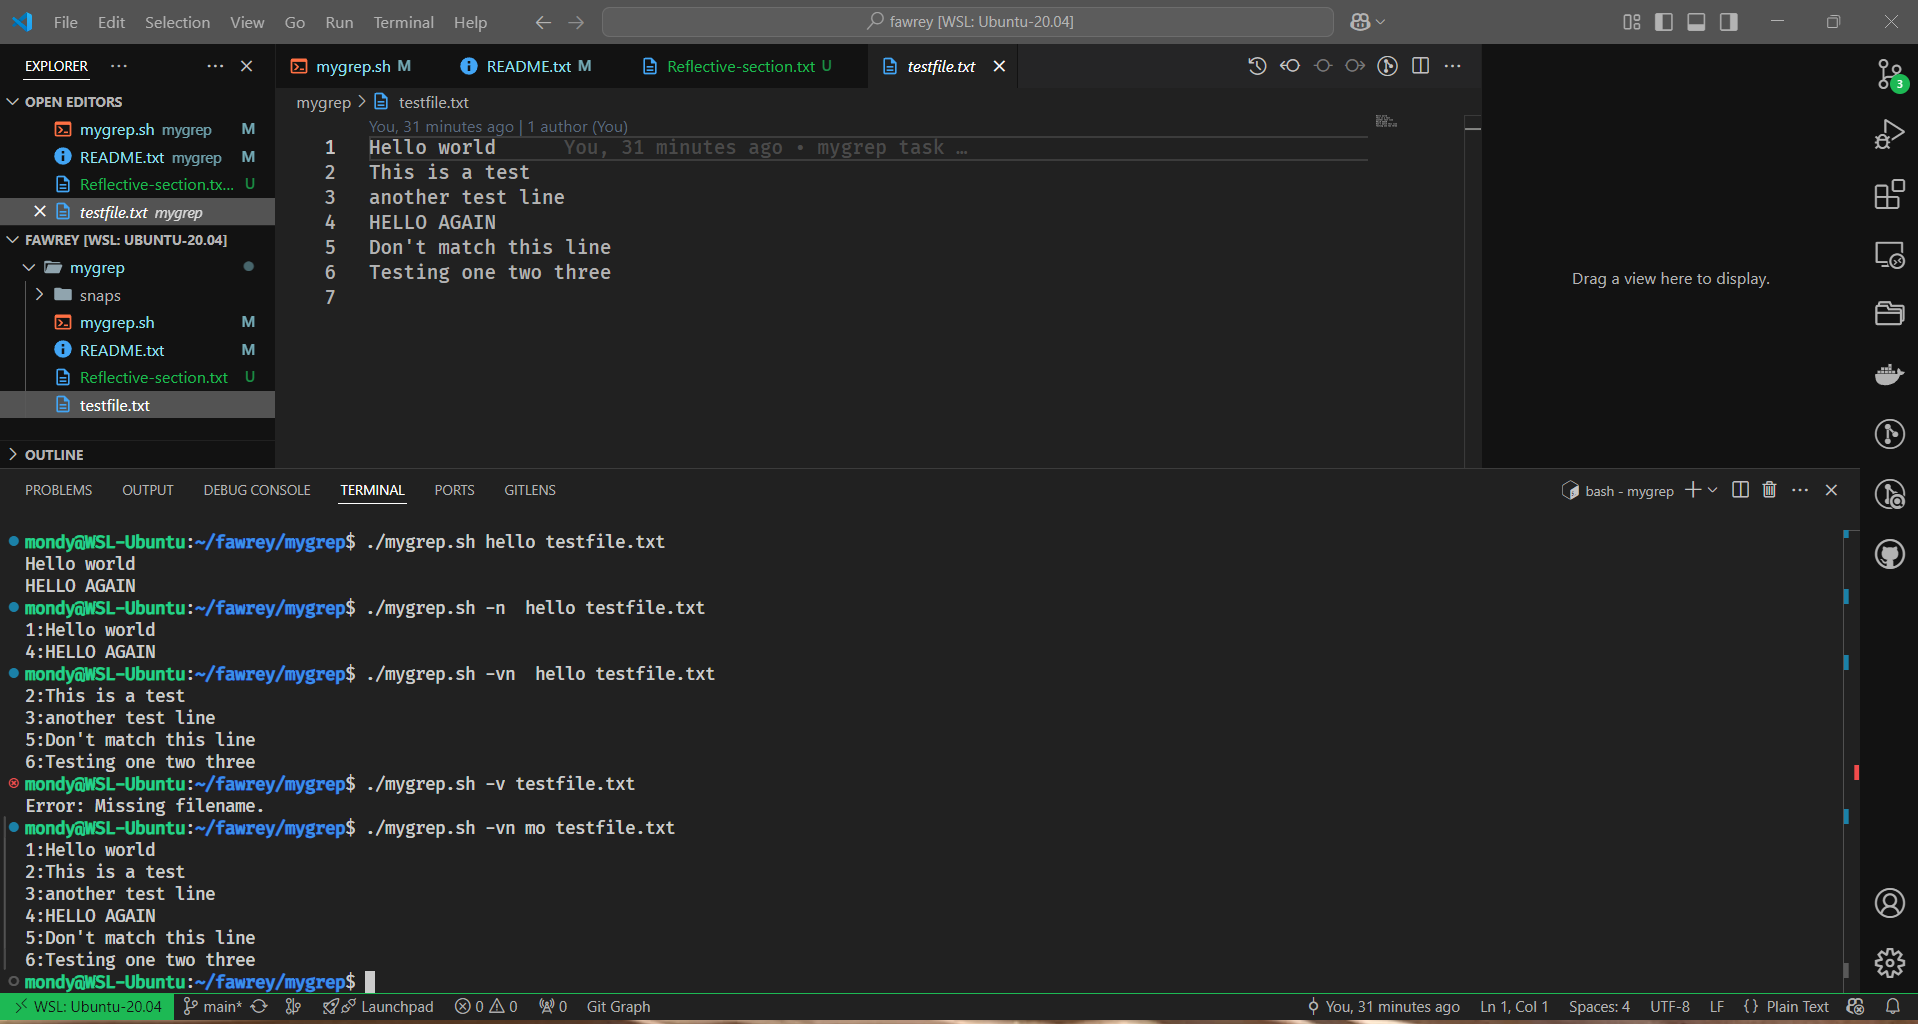 File Edit Selection View Go Run Terminal Help
fawrey [WSL: Ubuntu-20.04]
EXPLORER
mygrep.sh M
README.txt M
Reflective-section.txt U
testfile.txt
OPEN EDITORS
mygrep.sh mygrep M
README.txt mygrep M
Reflective-section.tx... U
testfile.txt mygrep
FAWREY [WSL: UBUNTU-20.04]
mygrep
snaps
mygrep.sh M
README.txt M
Reflective-section.txt U
testfile.txt
OUTLINE
mygrep > testfile.txt
You, 31 minutes ago | 1 author (You)
1 Hello world You, 31 minutes ago • mygrep task …
2 This is a test
3 another test line
4 HELLO AGAIN
5 Don't match this line
6 Testing one two three
7
Drag a view here to display.
3
PROBLEMS OUTPUT DEBUG CONSOLE TERMINAL PORTS GITLENS
bash - mygrep
mondy@WSL-Ubuntu:~/fawrey/mygrep$ ./mygrep.sh hello testfile.txt
Hello world
HELLO AGAIN
mondy@WSL-Ubuntu:~/fawrey/mygrep$ ./mygrep.sh -n  hello testfile.txt
1:Hello world
4:HELLO AGAIN
mondy@WSL-Ubuntu:~/fawrey/mygrep$ ./mygrep.sh -vn  hello testfile.txt
2:This is a test
3:another test line
5:Don't match this line
6:Testing one two three
mondy@WSL-Ubuntu:~/fawrey/mygrep$ ./mygrep.sh -v testfile.txt
Error: Missing filename.
mondy@WSL-Ubuntu:~/fawrey/mygrep$ ./mygrep.sh -vn mo testfile.txt
1:Hello world
2:This is a test
3:another test line
4:HELLO AGAIN
5:Don't match this line
6:Testing one two three
mondy@WSL-Ubuntu:~/fawrey/mygrep$
WSL: Ubuntu-20.04 main* Launchpad 0 0 0 Git Graph
You, 31 minutes ago Ln 1, Col 1 Spaces: 4 UTF-8 LF {} Plain Text